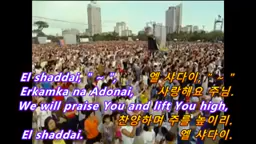 El shaddai, " ~ ", 엘 샤다이, " ~ "
Erkamka na Adonai, 사랑해요 주님.
We will praise You and lift You high,
찬양하며 주를 높이리.
El shaddai. 엘 샤다이.